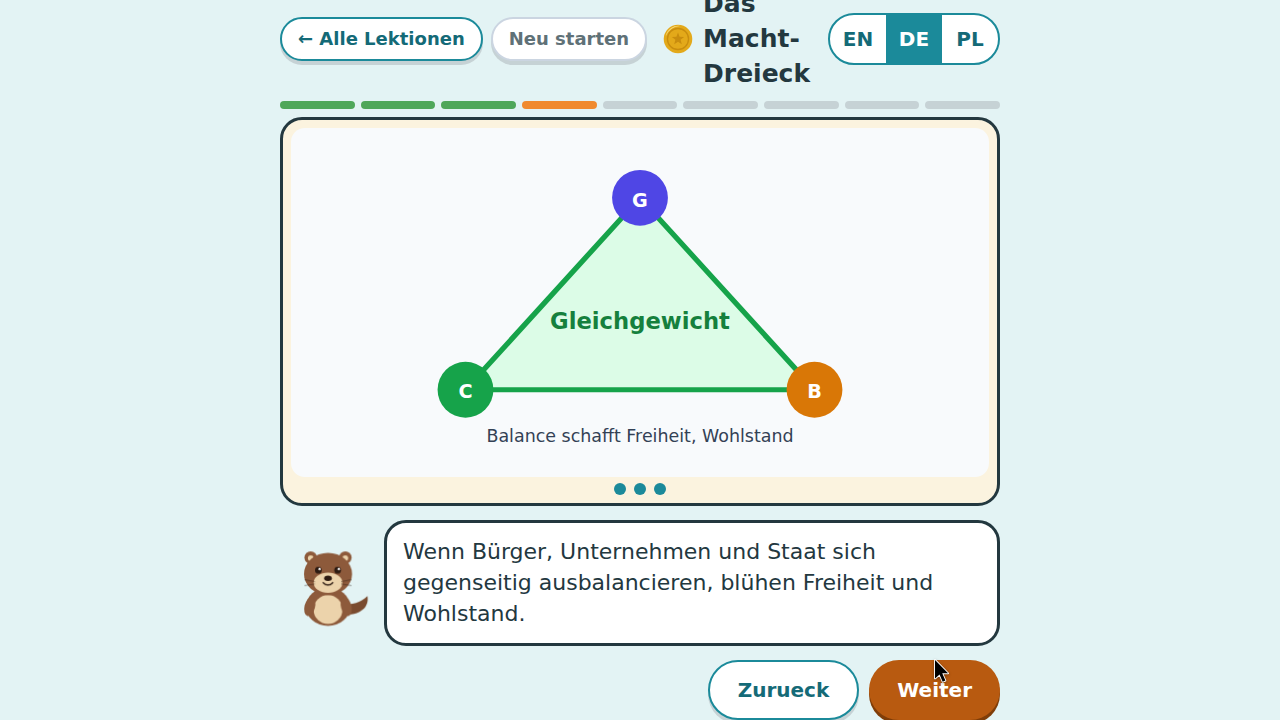 ← Alle Lektionen
Neu starten
Das
Macht-
Dreieck
EN
DE
PL
G
Gleichgewicht
C
B
Balance schafft Freiheit, Wohlstand
Wenn Bürger, Unternehmen und Staat sich
gegenseitig ausbalancieren, blühen Freiheit und
Wohlstand.
Zurueck
Weiter